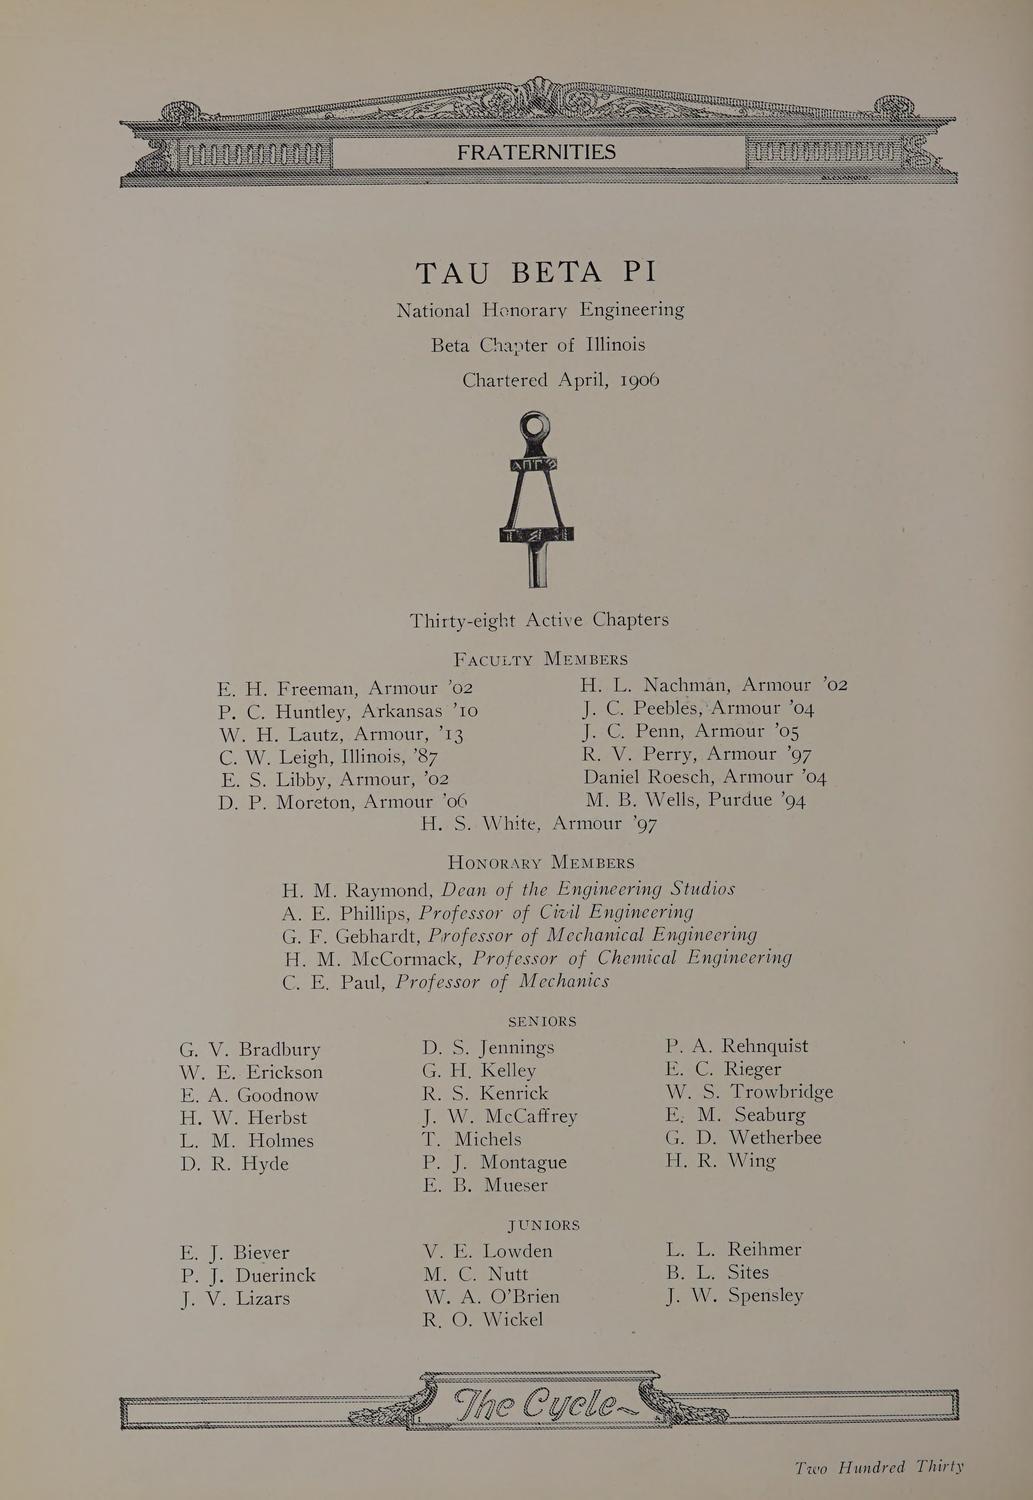 FRATERNITIES
ALEXANDER.
TAU BETA PI
National Honorary Engineering
Beta Chapter of Illinois
Chartered April, 1906
Thirty-eight Active Chapters
FACULTY MEMBERS
E. H. Freeman, Armour ’02
P. C. Huntley, Arkansas ’10
W. H. Lautz, Armour, ’13
C. W. Leigh, Illinois, ’87
E. S. Libby, Armour, ’02
D. P. Moreton, Armour ’06
H. L. Nachman, Armour ’02
J. C. Peebles, Armour ’04
J. C. Penn, Armour ’05
R. V. Perry, Armour ’97
Daniel Roesch, Armour ’04
M. B. Wells, Purdue ’94
H. S. White, Armour ’97
HONORARY MEMBERS
H. M. Raymond, Dean of the Engineering Studios
A. E. Phillips, Professor of Civil Engineering
G. F. Gebhardt, Professor of Mechanical Engineering
H. M. McCormack, Professor of Chemical Engineering
C. E. Paul, Professor of Mechanics
SENIORS
G. V. Bradbury
W. E. Erickson
E. A. Goodnow
H. W. Herbst
L. M. Holmes
D. R. Hyde
D. S. Jennings
G. H. Kelley
R. S. Kenrick
J. W. McCaffrey
T. Michels
P. J. Montague
E. B. Mueser
P. A. Rehnquist
E. C. Rieger
W. S. Trowbridge
E. M. Seaburg
G. D. Wetherbee
H. R. Wing
JUNIORS
E. J. Biever
P. J. Duerinck
J. V. Lizars
V. E. Lowden
M. C. Nutt
W. A. O’Brien
R. O. Wickel
L. L. Reihmer
B. L. Sites
J. W. Spensley
The Cycle
Two Hundred Thirty